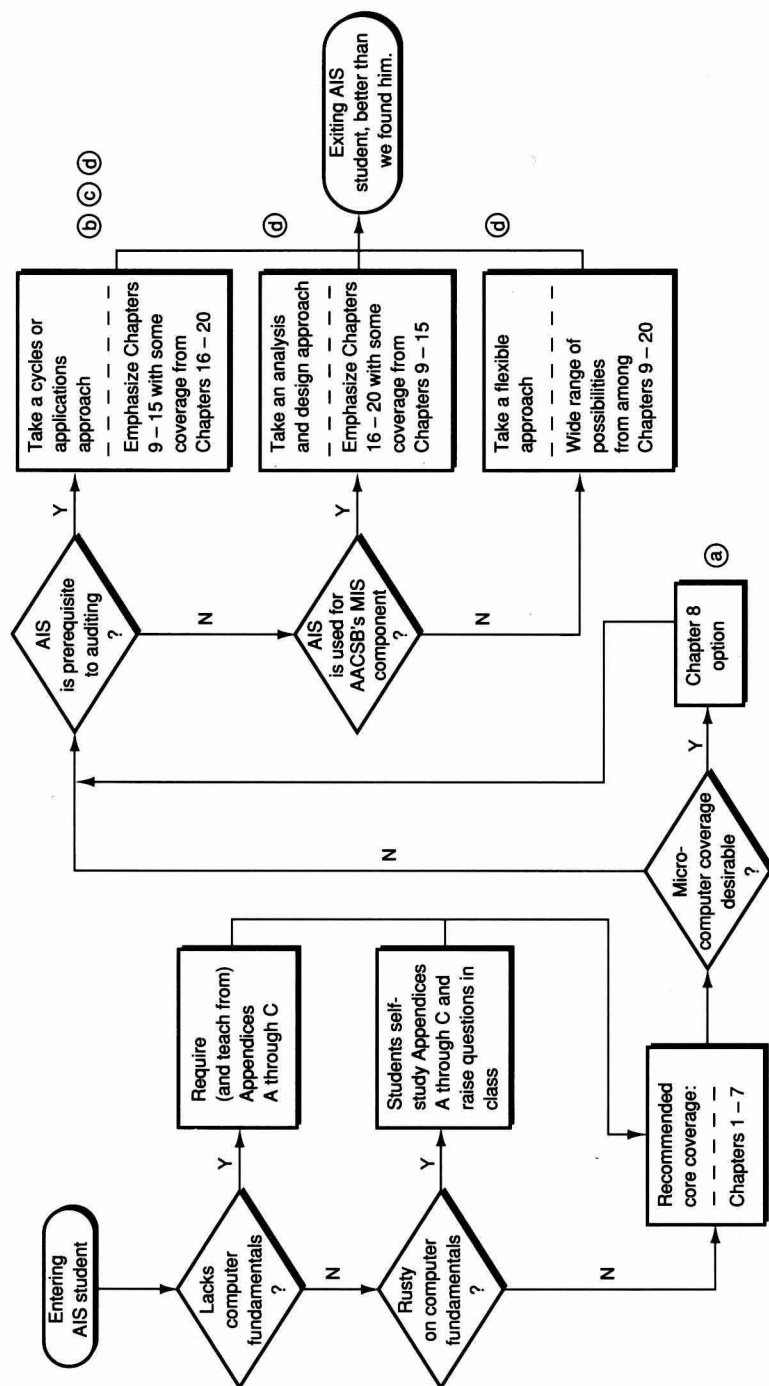 Entering
AIS student
Lacks
computer
fundamentals
?
Y
N
Require
(and teach from)
Appendices
A through C
Rusty
on computer
fundamentals
?
Y
N
Students self-
study Appendices
A through C and
raise questions in
class
Recommended
core coverage:
Chapters 1 – 7
Micro-
computer coverage
desirable
?
Y
N
Chapter 8
option
a
AIS
is prerequisite
to auditing
?
Y
N
Take a cycles or
applications
approach
Emphasize Chapters
9 – 15 with some
coverage from
Chapters 16 – 20
b c d
AIS
is used for
AACSB's MIS
component
?
Y
N
Take an analysis
and design approach
Emphasize Chapters
16 – 20 with some
coverage from
Chapters 9 – 15
d
Take a flexible
approach
Wide range of
possibilities
from among
Chapters 9 – 20
d
Exiting AIS
student, better than
we found him.